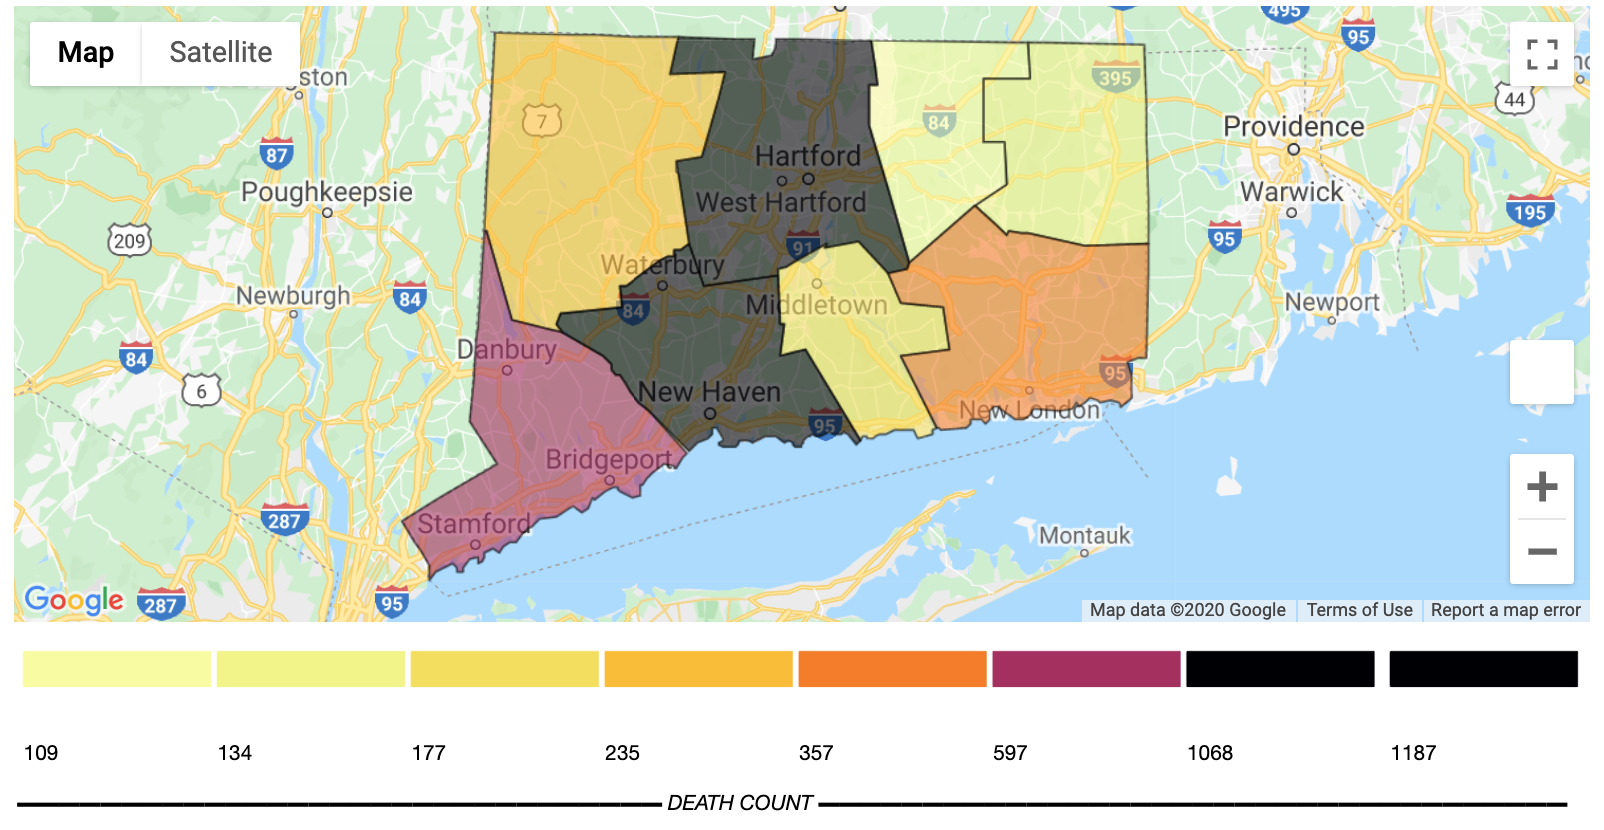 Map
Satellite
495
95
44
ston
7
84
395
87
Providence
Hartford
Poughkeepsie
Warwick
West Hartford
195
209
91
95
Waterbury
Newburgh
84
84
Middletown
Newport
84
Danbury
95
6
New Haven
95
New London
Bridgeport
287
Stamford
Montauk
Google
287
95
Map data ©2020 Google
Terms of Use
Report a map error
109
134
177
235
357
597
1068
1187
DEATH COUNT